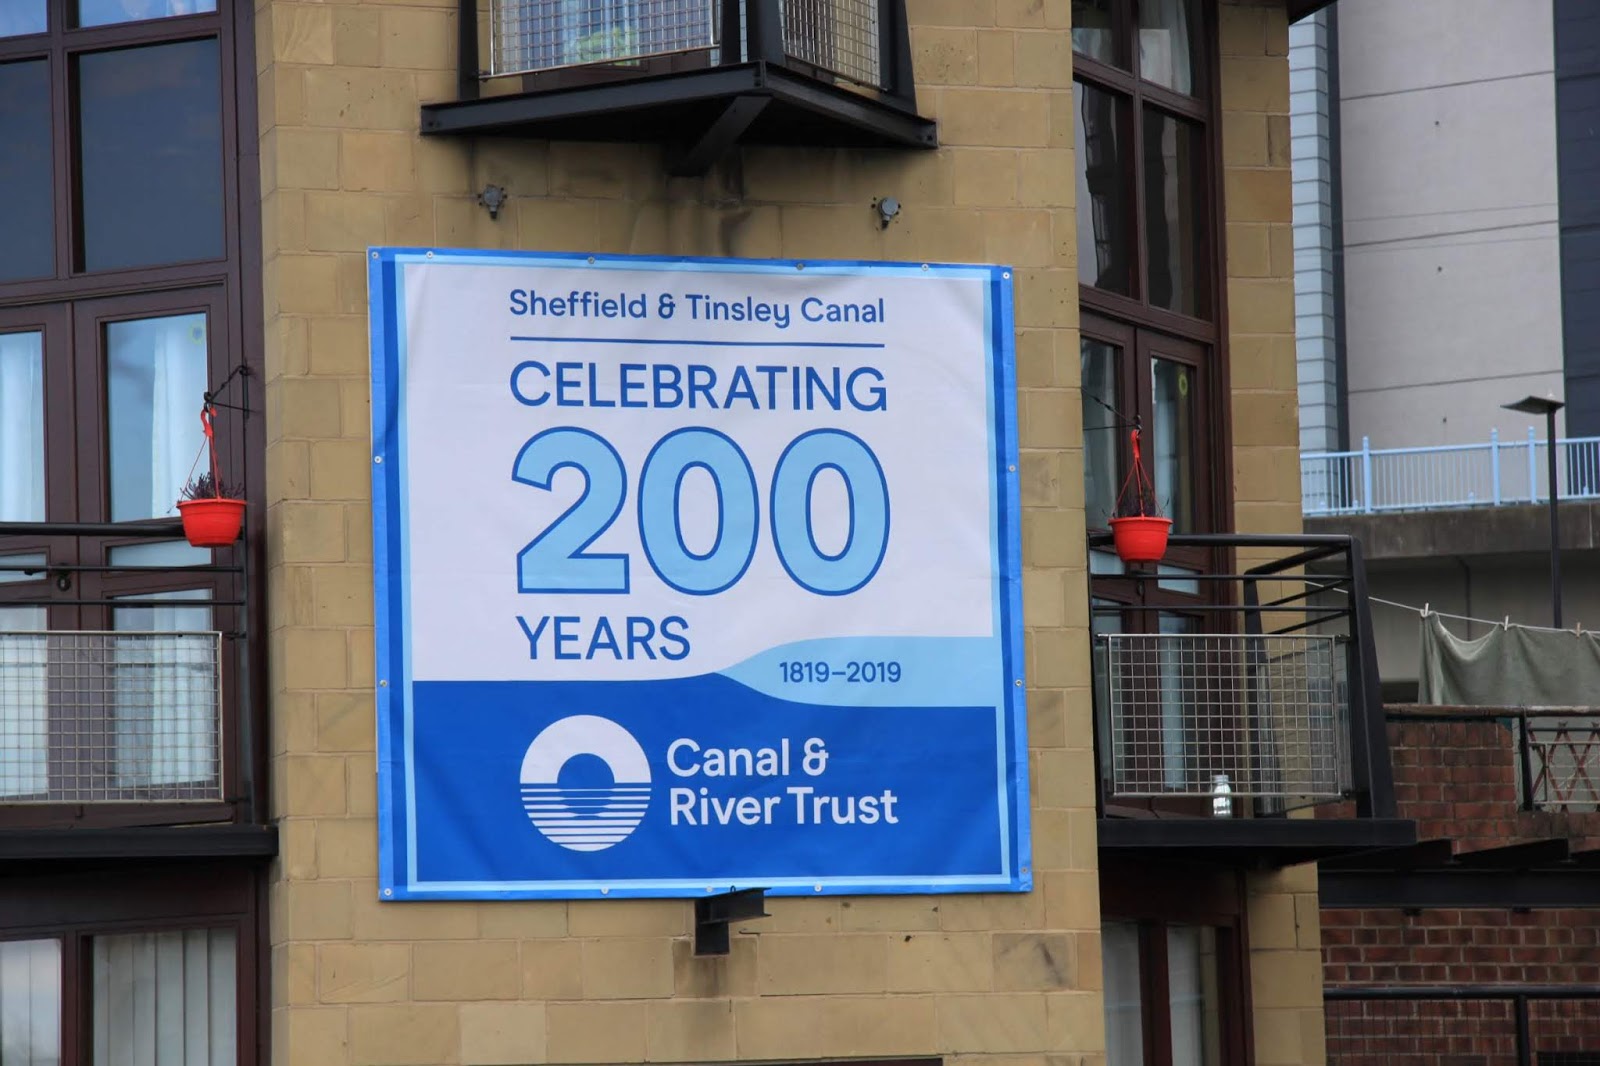 Sheffield & Tinsley Canal
CELEBRATING
200
YEARS
1819–2019
Canal &
River Trust